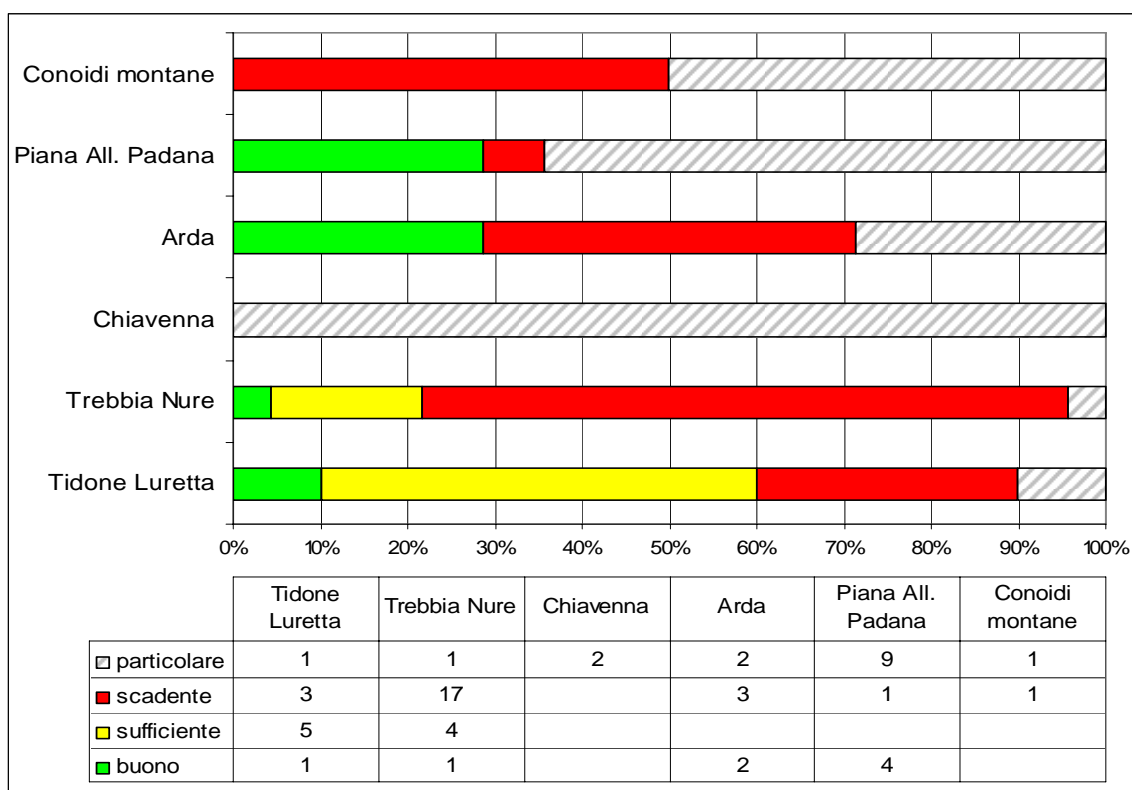 Conoidi montane
Piana All. Padana
Arda
Chiavenna
Trebbia Nure
Tidone Luretta
0% 10% 20% 30% 40% 50% 60% 70% 80% 90% 100%
Tidone Luretta Trebbia Nure Chiavenna Arda Piana All. Padana Conoidi montane
particolare 1 1 2 2 9 1
scadente 3 17 3 1 1
sufficiente 5 4
buono 1 1 2 4